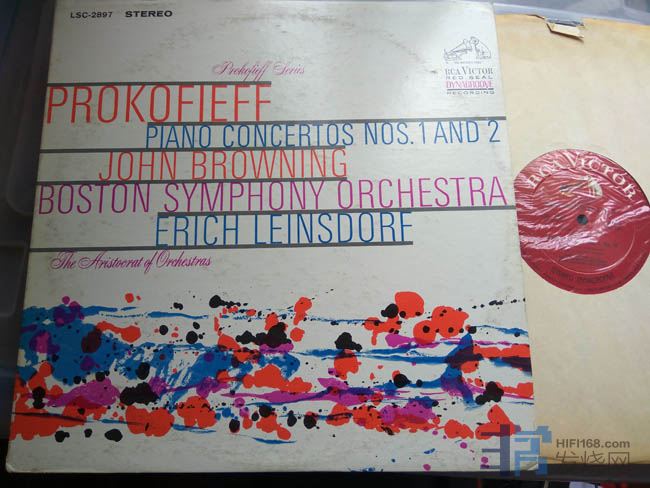 LSC-2897 STEREO
Prokofieff Series
RCA VICTOR
RED SEAL
DYNAGROOVE
RECORDING
PROKOFIEFF
PIANO CONCERTOS NOS. 1 AND 2
JOHN BROWNING
BOSTON SYMPHONY ORCHESTRA
ERICH LEINSDORF
The Aristocrat of Orchestras
RCA VICTOR
HIFI168.com
发烧网